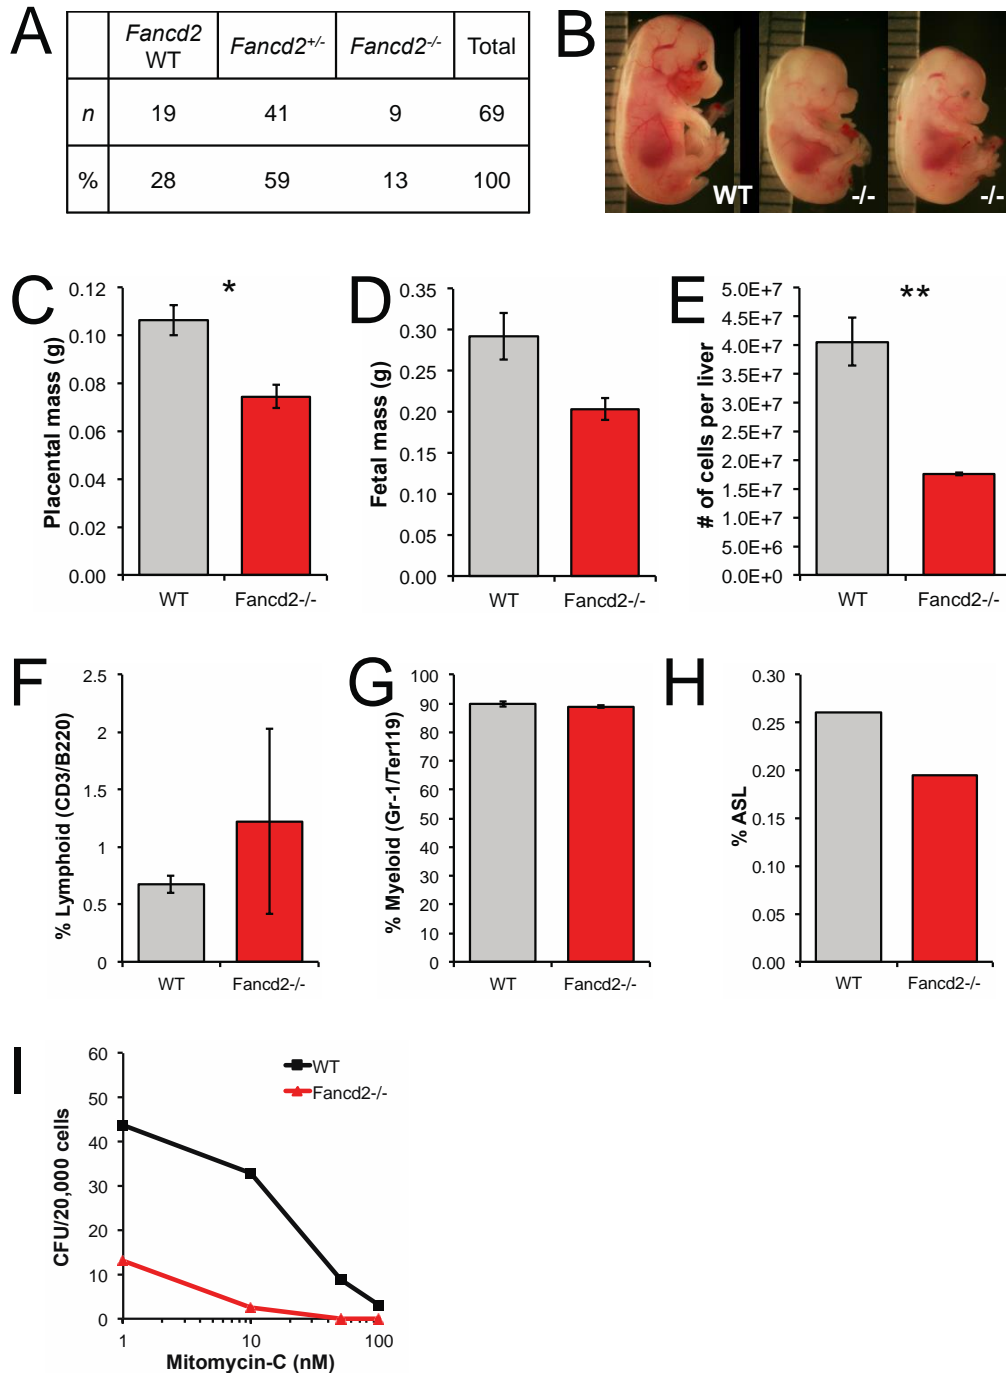 A
Fancd2 WT Fancd2+/- Fancd2-/- Total
n 19 41 9 69
% 28 59 13 100
B
WT -/- -/-
C
*
Placental mass (g)
0.12
0.10
0.08
0.06
0.04
0.02
0.00
WT Fancd2-/-
D
Fetal mass (g)
0.35
0.30
0.25
0.20
0.15
0.10
0.05
0.00
WT Fancd2-/-
E
**
# of cells per liver
5.0E+7
4.5E+7
4.0E+7
3.5E+7
3.0E+7
2.5E+7
2.0E+7
1.5E+7
1.0E+7
5.0E+6
0.0E+0
WT Fancd2-/-
F
% Lymphoid (CD3/B220)
2.5
2
1.5
1
0.5
0
WT Fancd2-/-
G
% Myeloid (Gr-1/Ter119)
100
90
80
70
60
50
40
30
20
10
0
WT Fancd2-/-
H
% ASL
0.30
0.25
0.20
0.15
0.10
0.05
0.00
WT Fancd2-/-
I
CFU/20,000 cells
60
50
40
30
20
10
0
WT
Fancd2-/-
1 10 100
Mitomycin-C (nM)